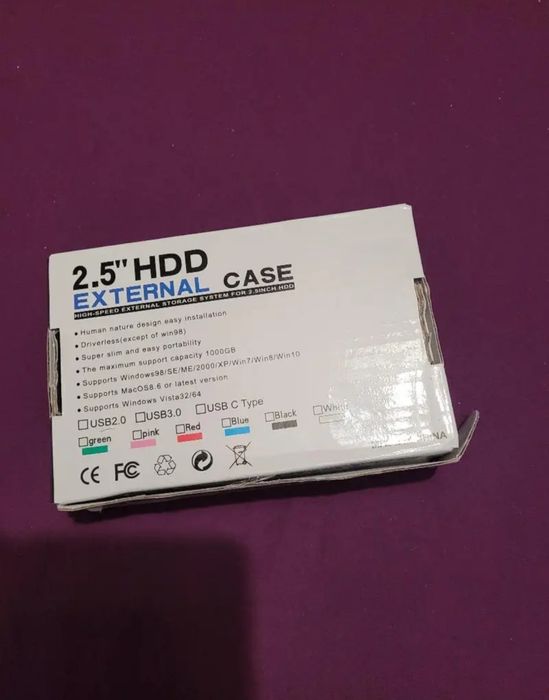 2.5" HDD
EXTERNAL CASE
HIGH-SPEED EXTERNAL STORAGE SYSTEM FOR 2.5INCH HDD
• Human nature design easy installation
• Driverless(except of win98)
• Super slim and easy portability
• The maximum support capacity 1000GB
• Supports Windows98/SE/ME/2000/XP/Win7/Win8/Win10
• Supports MacOS8.6 or latest version
• Supports Windows Vista32/64
□USB2.0 □USB3.0 □USB C Type
□green □pink □Red □Blue □Black □White
CE FC